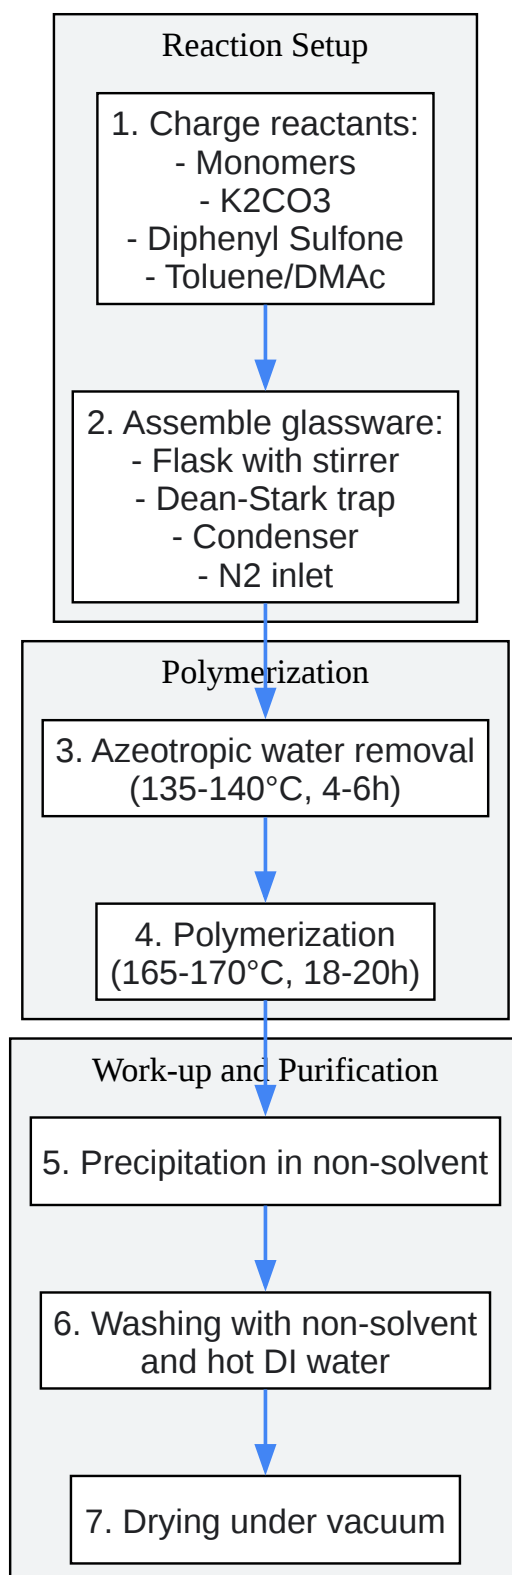 Reaction Setup
1. Charge reactants:
- Monomers
- K2CO3
- Diphenyl Sulfone
- Toluene/DMAc
2. Assemble glassware:
- Flask with stirrer
- Dean-Stark trap
- Condenser
- N2 inlet
Polymerization
3. Azeotropic water removal
(135-140°C, 4-6h)
4. Polymerization
(165-170°C, 18-20h)
Work-up and Purification
5. Precipitation in non-solvent
6. Washing with non-solvent
and hot DI water
7. Drying under vacuum